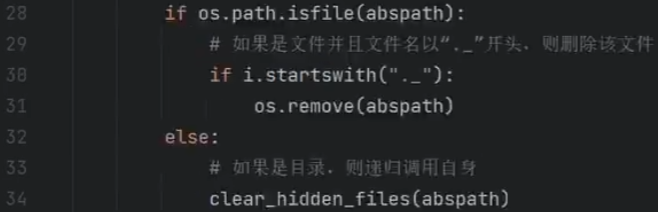 28 if os.path.isfile(abspath):
29 # 如果是文件并且文件名以“._”开头，则删除该文件
30 if i.startswith("._"):
31 os.remove(abspath)
32 else:
33 # 如果是目录，则递归调用自身
34 clear_hidden_files(abspath)